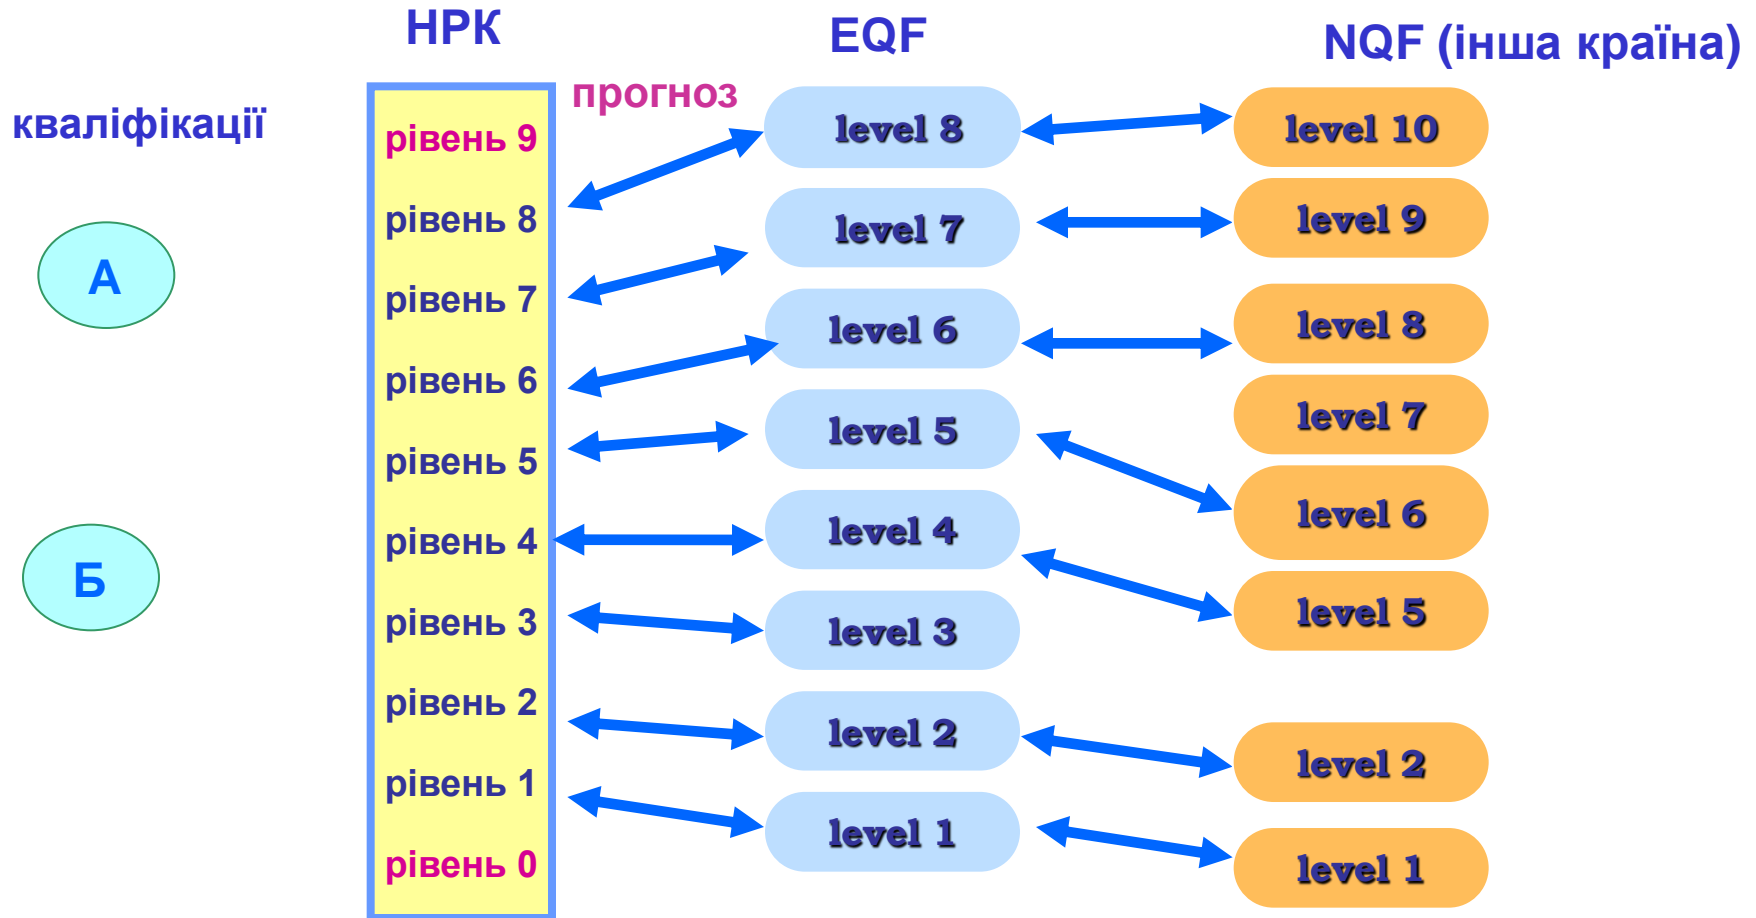 НРК
EQF
NQF (інша країна)
прогноз
кваліфікації
А
Б
рівень 9
рівень 8
рівень 7
рівень 6
рівень 5
рівень 4
рівень 3
рівень 2
рівень 1
рівень 0
level 8
level 7
level 6
level 5
level 4
level 3
level 2
level 1
level 10
level 9
level 8
level 7
level 6
level 5
level 2
level 1